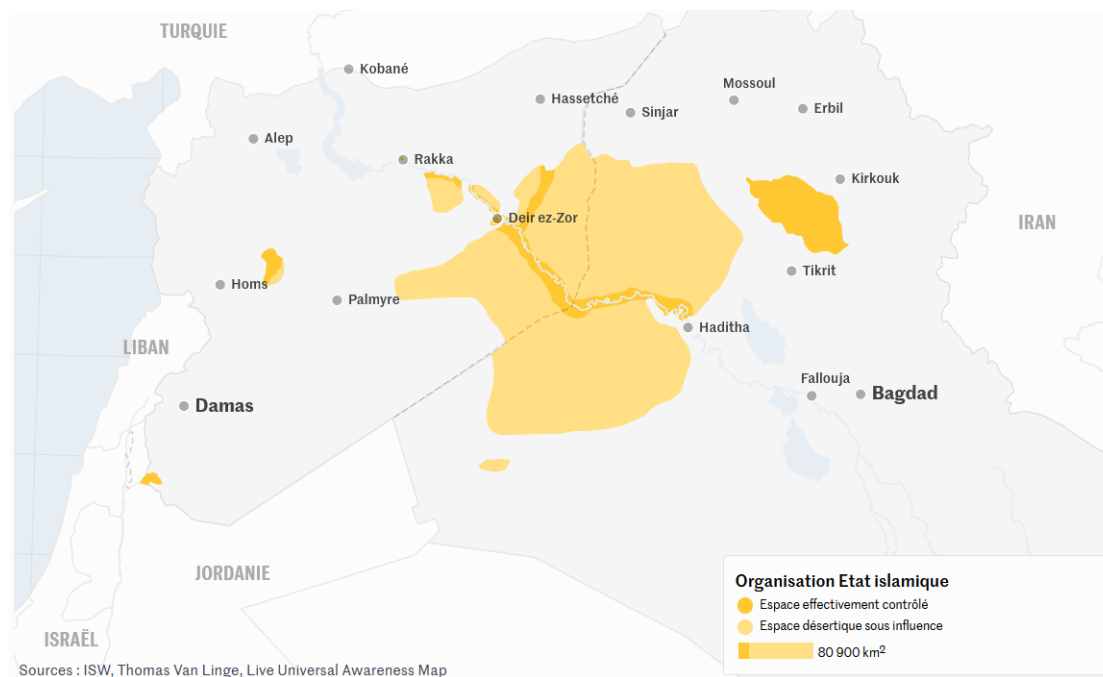 TURQUIE
Kobané
Mossoul
Hassetché
Sinjar
Erbil
Alep
Rakka
Kirkouk
Deir ez-Zor
IRAN
Tikrit
Homs
Palmyre
Haditha
LIBAN
Fallouja
Bagdad
Damas
JORDANIE
ISRAËL
Organisation Etat islamique
Espace effectivement contrôlé
Espace désertique sous influence
80 900 km²
Sources : ISW, Thomas Van Linge, Live Universal Awareness Map